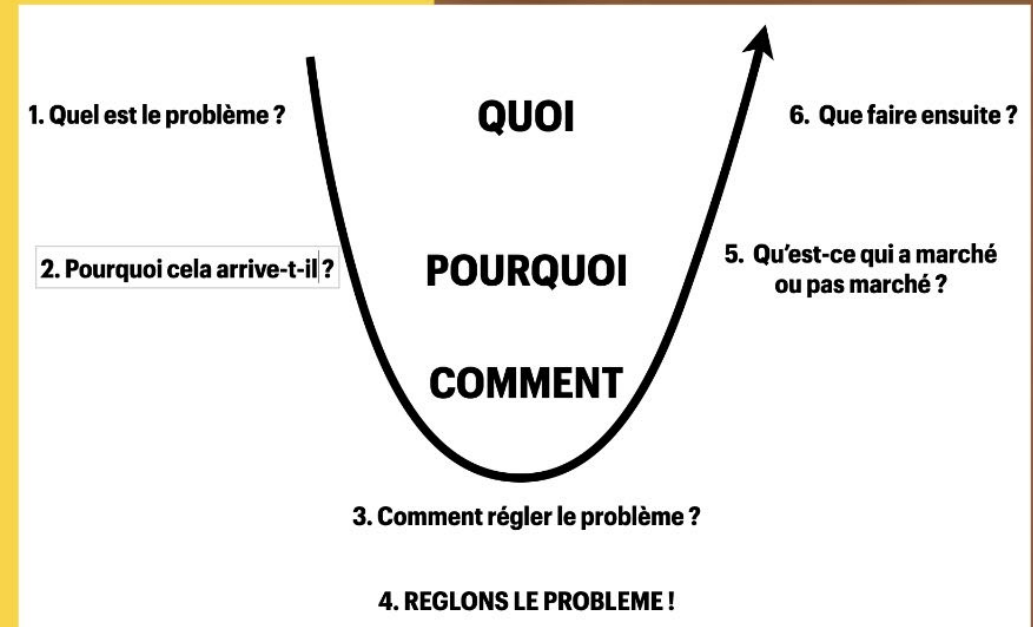 1. Quel est le problème ?
QUOI
6. Que faire ensuite ?
2. Pourquoi cela arrive-t-il ?
POURQUOI
5. Qu'est-ce qui a marché
ou pas marché ?
COMMENT
3. Comment régler le problème ?
4. REGLONS LE PROBLEME !